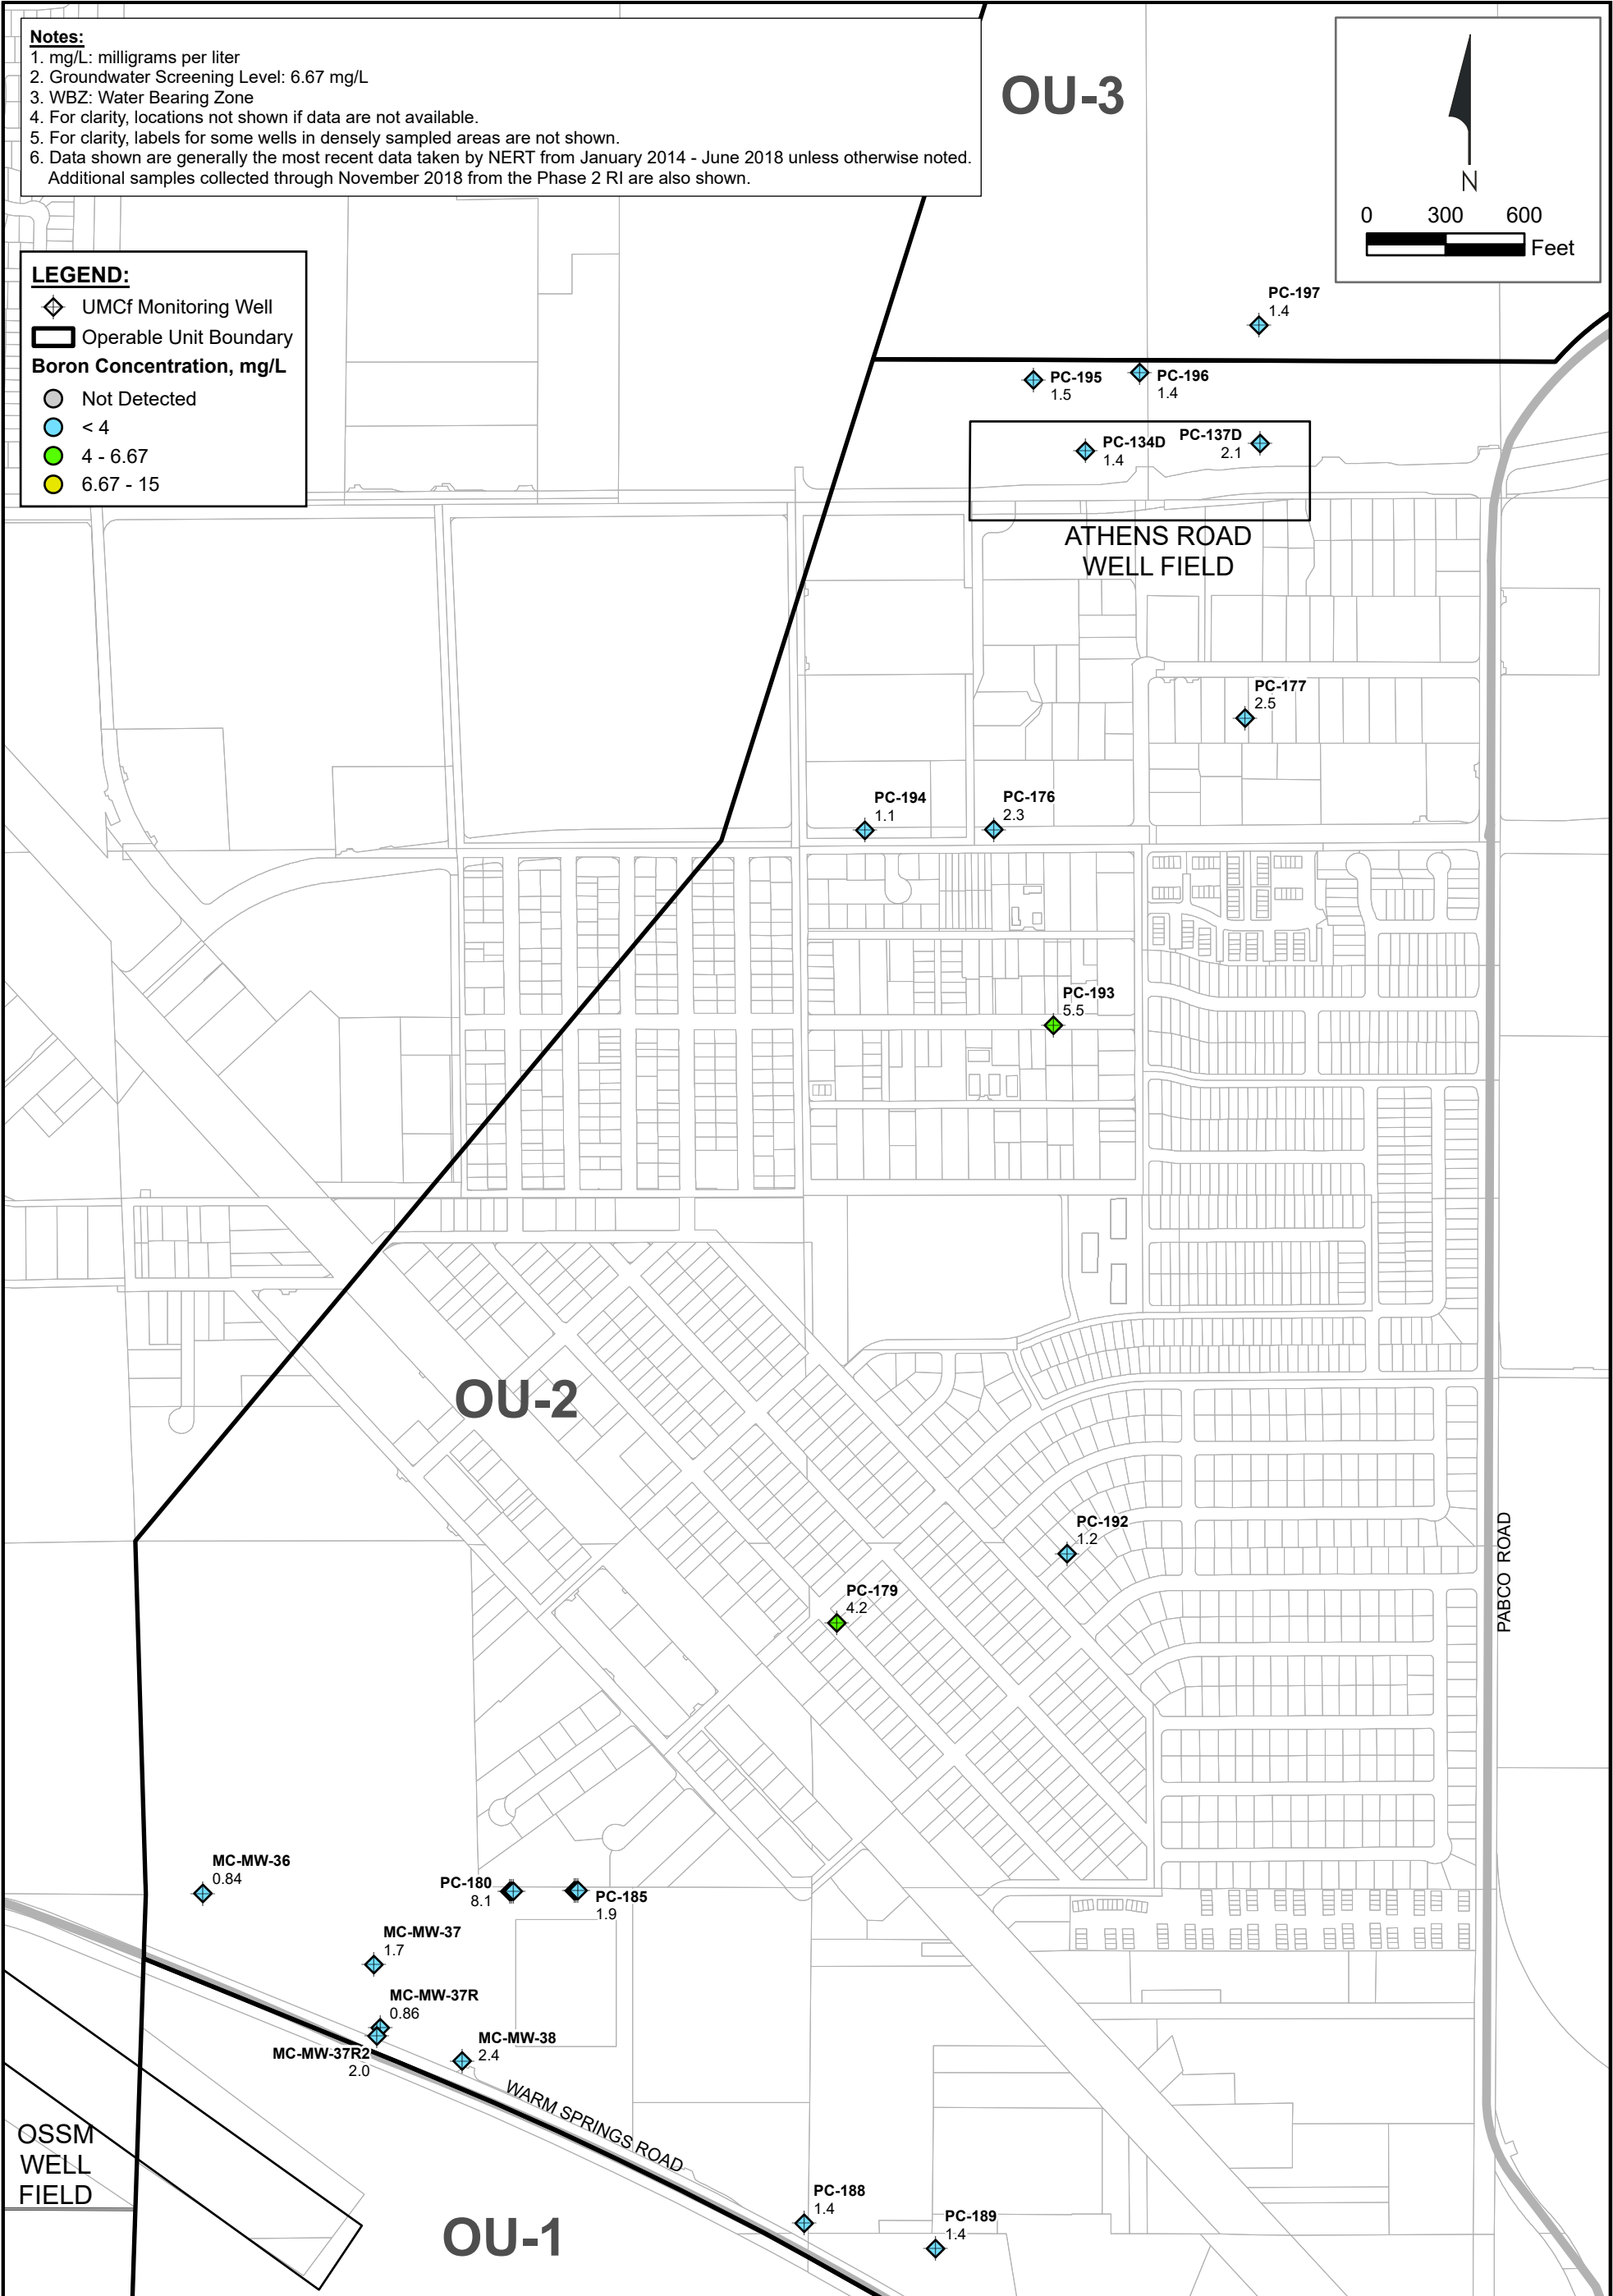 Notes:
1. mg/L: milligrams per liter
2. Groundwater Screening Level: 6.67 mg/L
3. WBZ: Water Bearing Zone
4. For clarity, locations not shown if data are not available.
5. For clarity, labels for some wells in densely sampled areas are not shown.
6. Data shown are generally the most recent data taken by NERT from January 2014 - June 2018 unless otherwise noted.
Additional samples collected through November 2018 from the Phase 2 RI are also shown.
OU-3
N
0 300 600
Feet
LEGEND:
UMCf Monitoring Well
Operable Unit Boundary
Boron Concentration, mg/L
Not Detected
< 4
4 - 6.67
6.67 - 15
PC-197
1.4
PC-195
1.5
PC-196
1.4
PC-134D
1.4
PC-137D
2.1
ATHENS ROAD
WELL FIELD
PC-177
2.5
PC-194
1.1
PC-176
2.3
PC-193
5.5
OU-2
PC-192
1.2
PC-179
4.2
PABCO ROAD
MC-MW-36
0.84
PC-180
8.1
PC-185
1.9
MC-MW-37
1.7
MC-MW-37R
0.86
MC-MW-37R2
2.0
MC-MW-38
2.4
WARM SPRINGS ROAD
OSSM
WELL
FIELD
PC-188
1.4
PC-189
1.4
OU-1